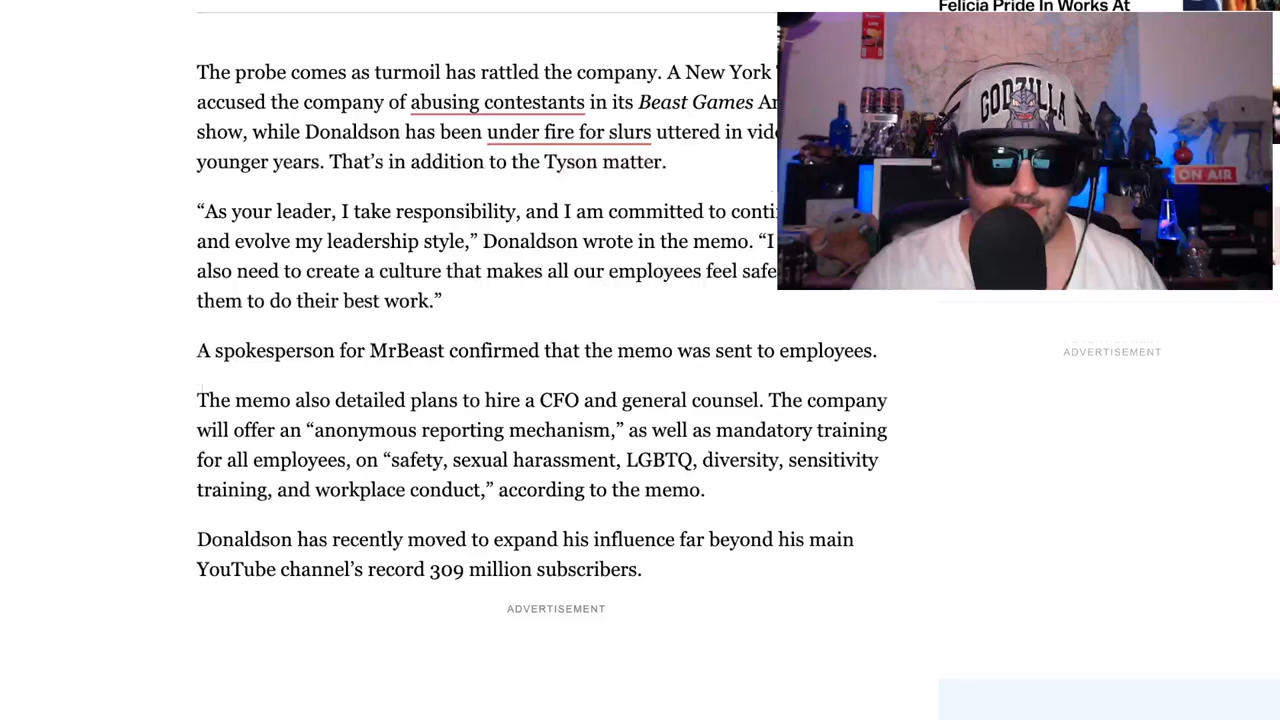 Felicia Pride In Works At
The probe comes as turmoil has rattled the company. A New York
accused the company of abusing contestants in its Beast Games
show, while Donaldson has been under fire for slurs uttered in
younger years. That’s in addition to the Tyson matter.
“As your leader, I take responsibility, and I am committed to
and evolve my leadership style,” Donaldson wrote in the memo. “I
also need to create a culture that makes all our employees feel
them to do their best work.”
A spokesperson for MrBeast confirmed that the memo was sent to employees.
The memo also detailed plans to hire a CFO and general counsel. The company
will offer an “anonymous reporting mechanism,” as well as mandatory training
for all employees, on “safety, sexual harassment, LGBTQ, diversity, sensitivity
training, and workplace conduct,” according to the memo.
Donaldson has recently moved to expand his influence far beyond his main
YouTube channel’s record 309 million subscribers.
ADVERTISEMENT
ADVERTISEMENT
GODZILLA
ON AIR